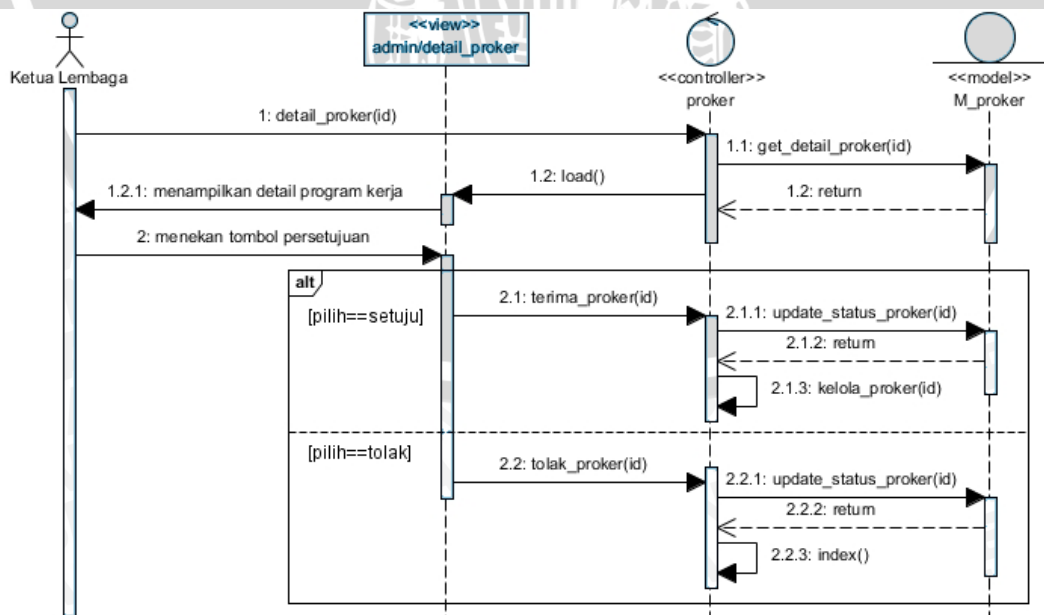 <<view>>
admin/detail_proker
Ketua Lembaga
<<controller>>
proker
<<model>>
M_proker
1: detail_proker(id)
1.1: get_detail_proker(id)
1.2: load()
1.2: return
1.2.1: menampilkan detail program kerja
2: menekan tombol persetujuan
alt
[pilih==setuju]
2.1: terima_proker(id)
2.1.1: update_status_proker(id)
2.1.2: return
2.1.3: kelola_proker(id)
[pilih==tolak]
2.2: tolak_proker(id)
2.2.1: update_status_proker(id)
2.2.2: return
2.2.3: index()